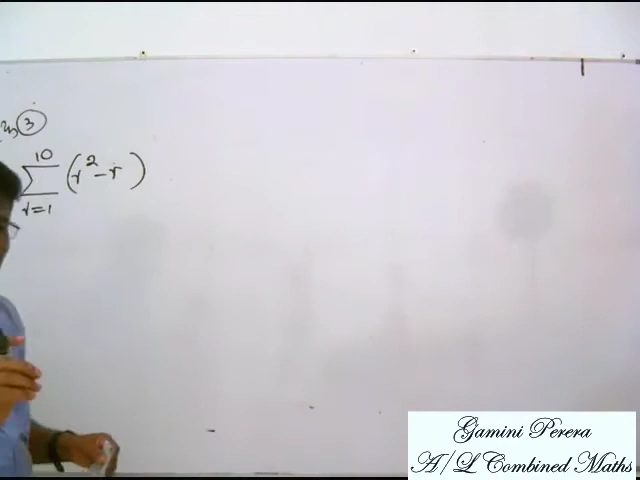 ③
10
∑ (r² - r)
r=1
Gamini Perera
A/L Combined Maths